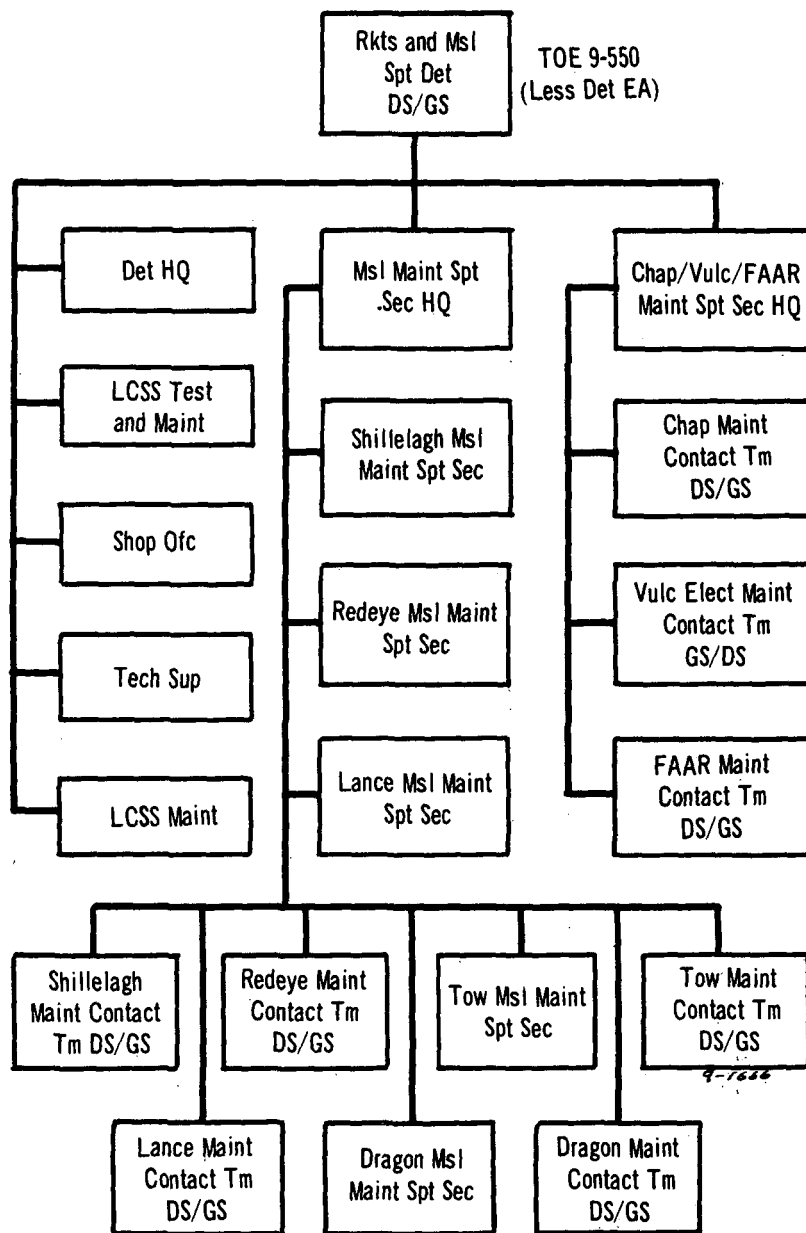 Rkts and Msl
Spt Det
DS/GS
TOE 9-550
(Less Det EA)
Det HQ
LCSS Test
and Maint
Shop Ofc
Tech Sup
LCSS Maint
Msl Maint Spt
.Sec HQ
Shillelagh Msl
Maint Spt Sec
Redeye Msl Maint
Spt Sec
Lance Msl Maint
Spt Sec
Chap/Vulc/FAAR
Maint Spt Sec HQ
Chap Maint
Contact Tm
DS/GS
Vulc Elect Maint
Contact Tm
GS/DS
FAAR Maint
Contact Tm
DS/GS
Shillelagh
Maint Contact
Tm DS/GS
Redeye Maint
Contact Tm
DS/GS
Tow Msl Maint
Spt Sec
Tow Maint
Contact Tm
DS/GS
9-1666
Lance Maint
Contact Tm
DS/GS
Dragon Msl
Maint Spt Sec
Dragon Maint
Contact Tm
DS/GS